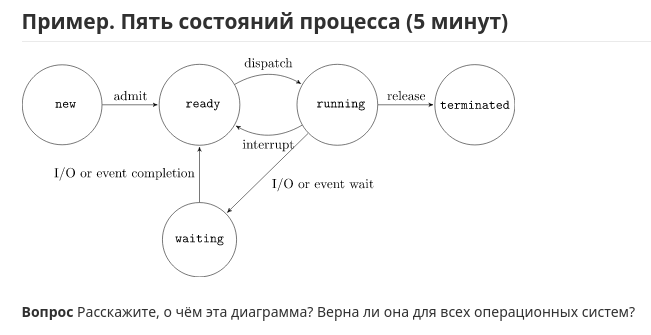 Пример. Пять состояний процесса (5 минут)
dispatch
new
admit
ready
running
release
terminated
interrupt
I/O or event completion
I/O or event wait
waiting
Вопрос Расскажите, о чём эта диаграмма? Верна ли она для всех операционных систем?